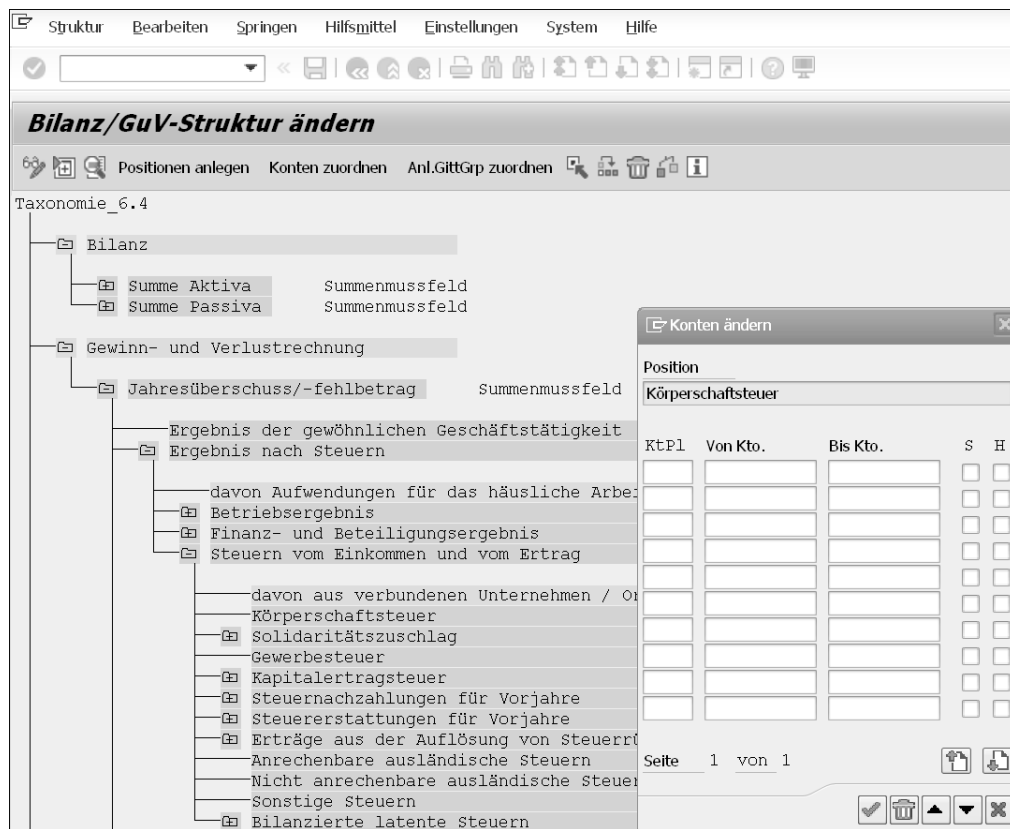 Struktur Bearbeiten Springen Hilfsmittel Einstellungen System Hilfe
Bilanz/GuV-Struktur ändern
Positionen anlegen Konten zuordnen Anl.GittGrp zuordnen
Taxonomie_6.4
Bilanz
Summe Aktiva Summenmussfeld
Summe Passiva Summenmussfeld
Gewinn- und Verlustrechnung
Jahresüberschuss/-fehlbetrag Summenmussfeld
Ergebnis der gewöhnlichen Geschäftstätigkeit
Ergebnis nach Steuern
davon Aufwendungen für das häusliche Arbei
Betriebsergebnis
Finanz- und Beteiligungsergebnis
Steuern vom Einkommen und vom Ertrag
davon aus verbundenen Unternehmen / Or
Körperschaftsteuer
Solidaritätszuschlag
Gewerbesteuer
Kapitalertragsteuer
Steuernachzahlungen für Vorjahre
Steuererstattungen für Vorjahre
Erträge aus der Auflösung von Steuerrü
Anrechenbare ausländische Steuern
Nicht anrechenbare ausländische Steuer
Sonstige Steuern
Bilanzierte latente Steuern
Konten ändern
Position
Körperschaftsteuer
KtPl Von Kto. Bis Kto. S H
Seite 1 von 1